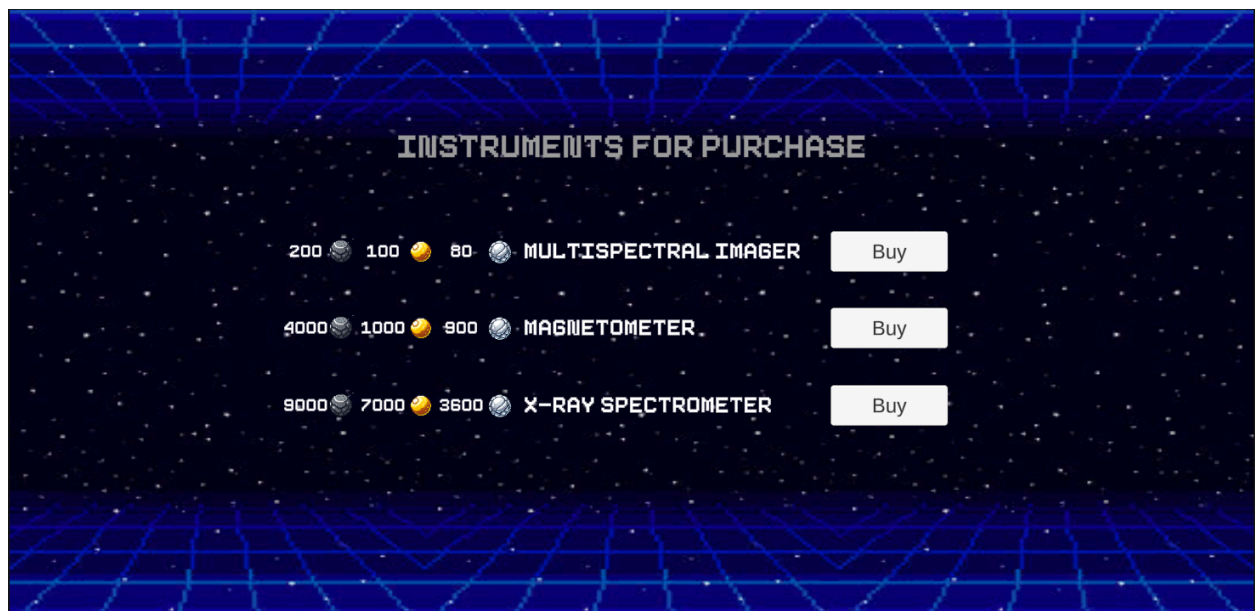 INSTRUMENTS FOR PURCHASE
200 100 80 MULTISPECTRAL IMAGER Buy
4000 1000 900 MAGNETOMETER Buy
9000 7000 3600 X-RAY SPECTROMETER Buy